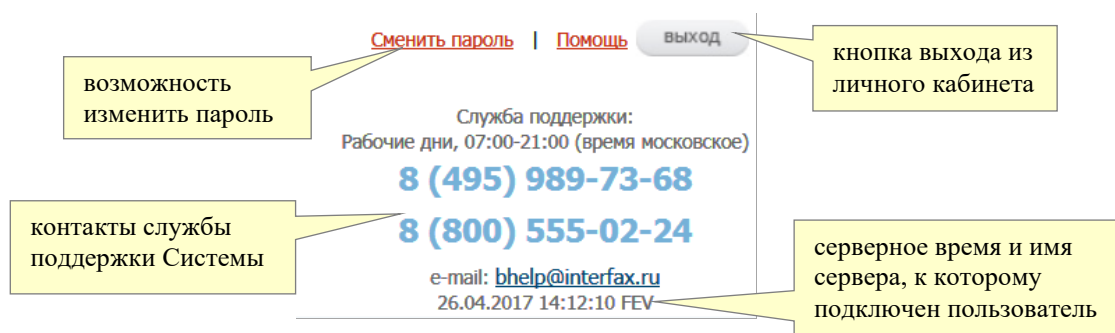 Сменить пароль | Помощь выход
кнопка выхода из
личного кабинета
возможность
изменить пароль
Служба поддержки:
Рабочие дни, 07:00-21:00 (время московское)
8 (495) 989-73-68
8 (800) 555-02-24
контакты службы
поддержки Системы
e-mail: bhelp@interfax.ru
26.04.2017 14:12:10 FEV
серверное время и имя
сервера, к которому
подключен пользователь